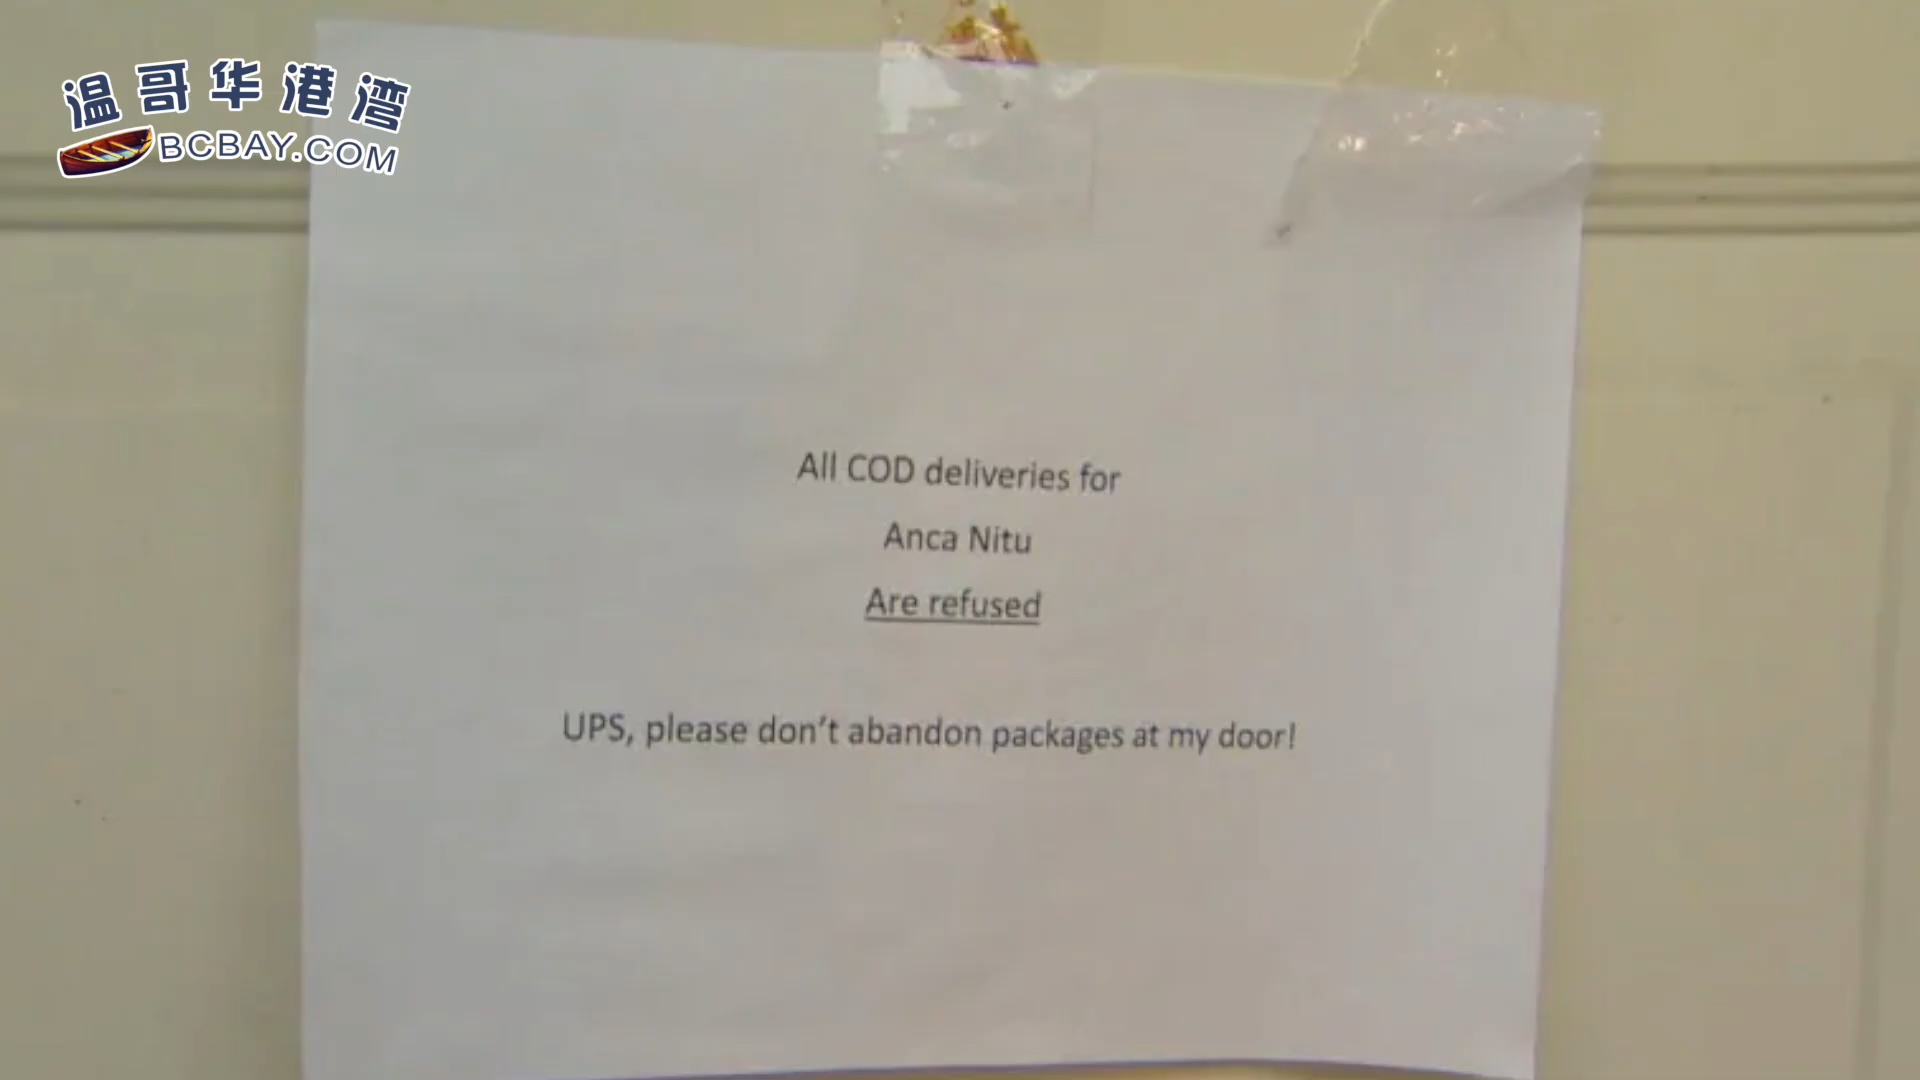 温哥华港湾
BCBAY.COM
All COD deliveries for
Anca Nitu
Are refused
UPS, please don't abandon packages at my door!